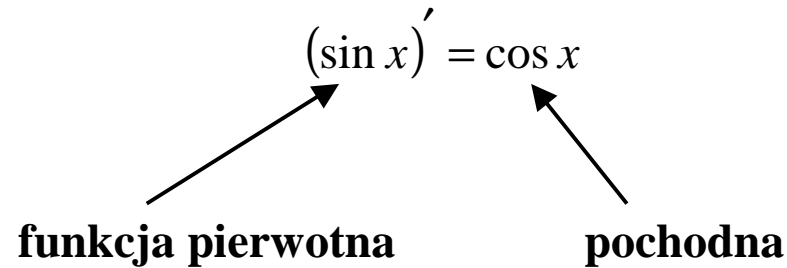 (sin x)′ = cos x
funkcja pierwotna pochodna